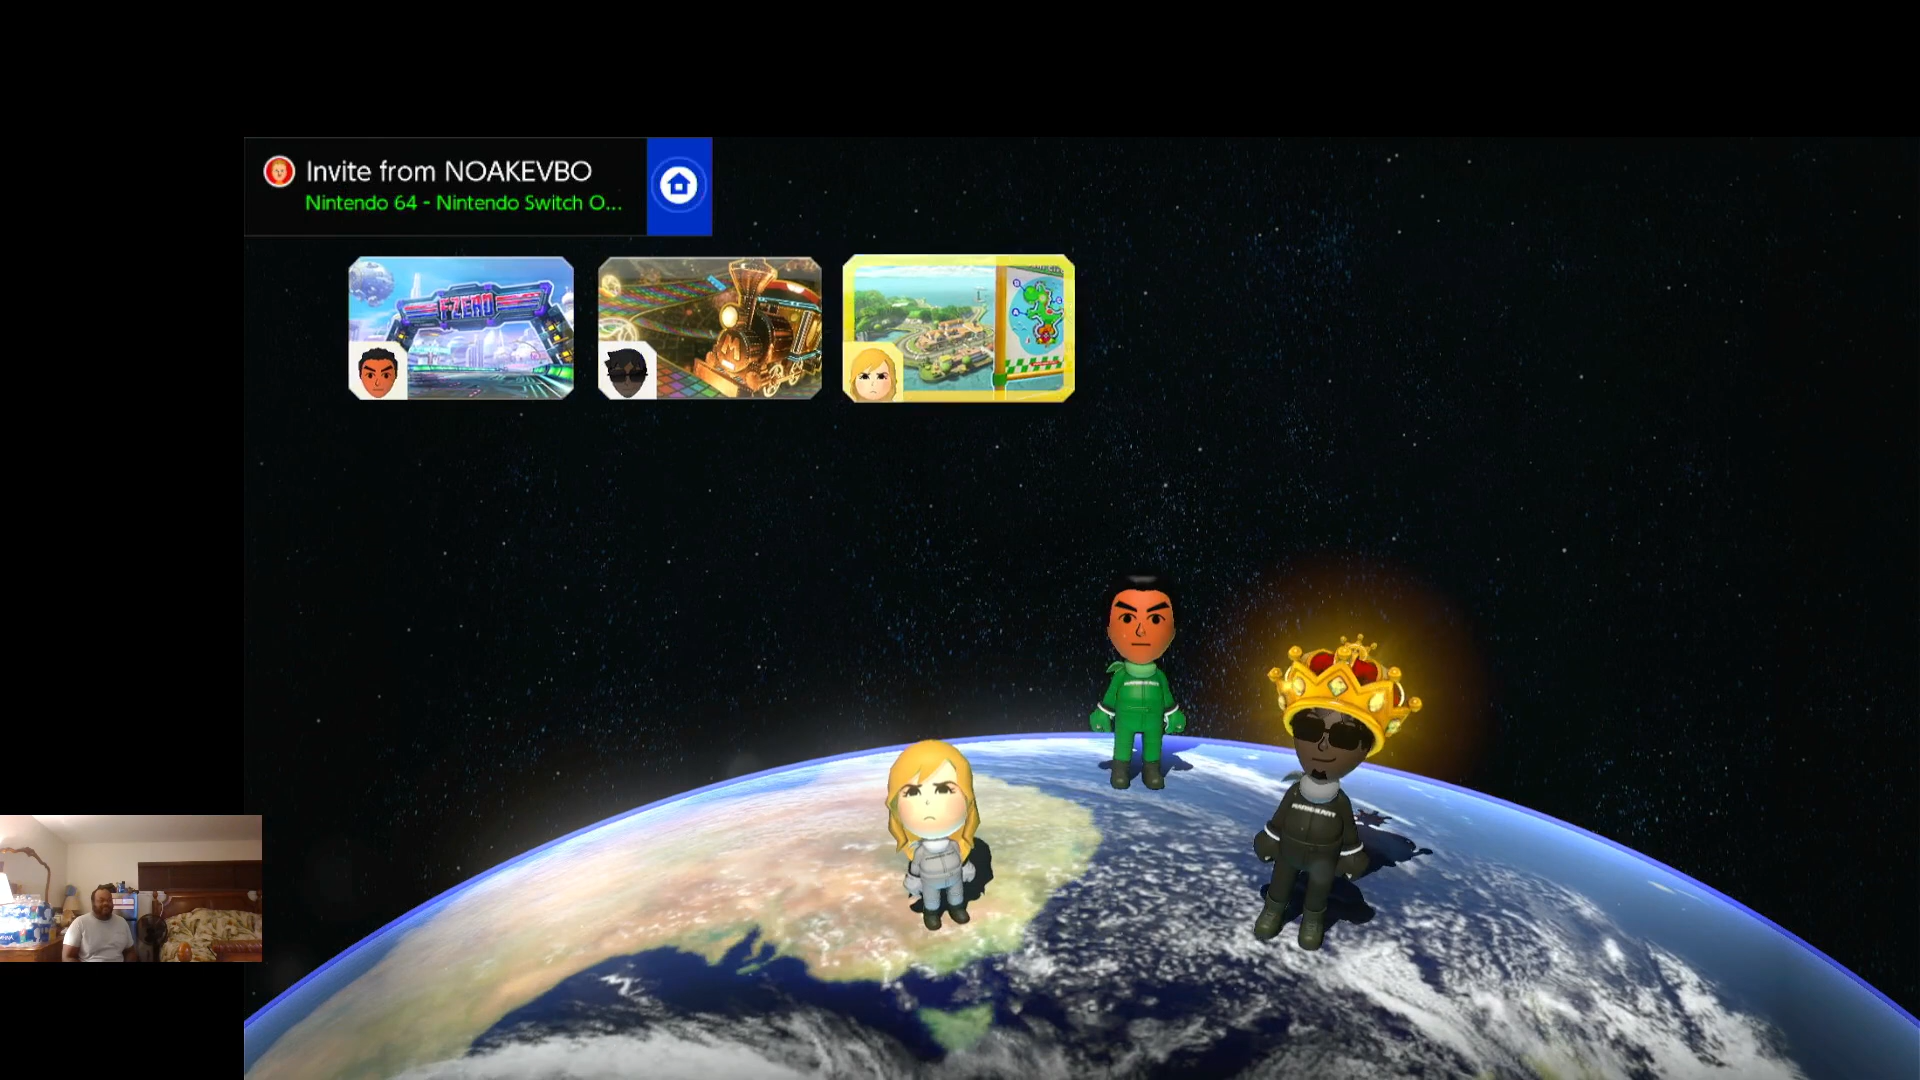 Invite from NOAKEVBO
Nintendo 64 - Nintendo Switch O...
F-ZERO
M